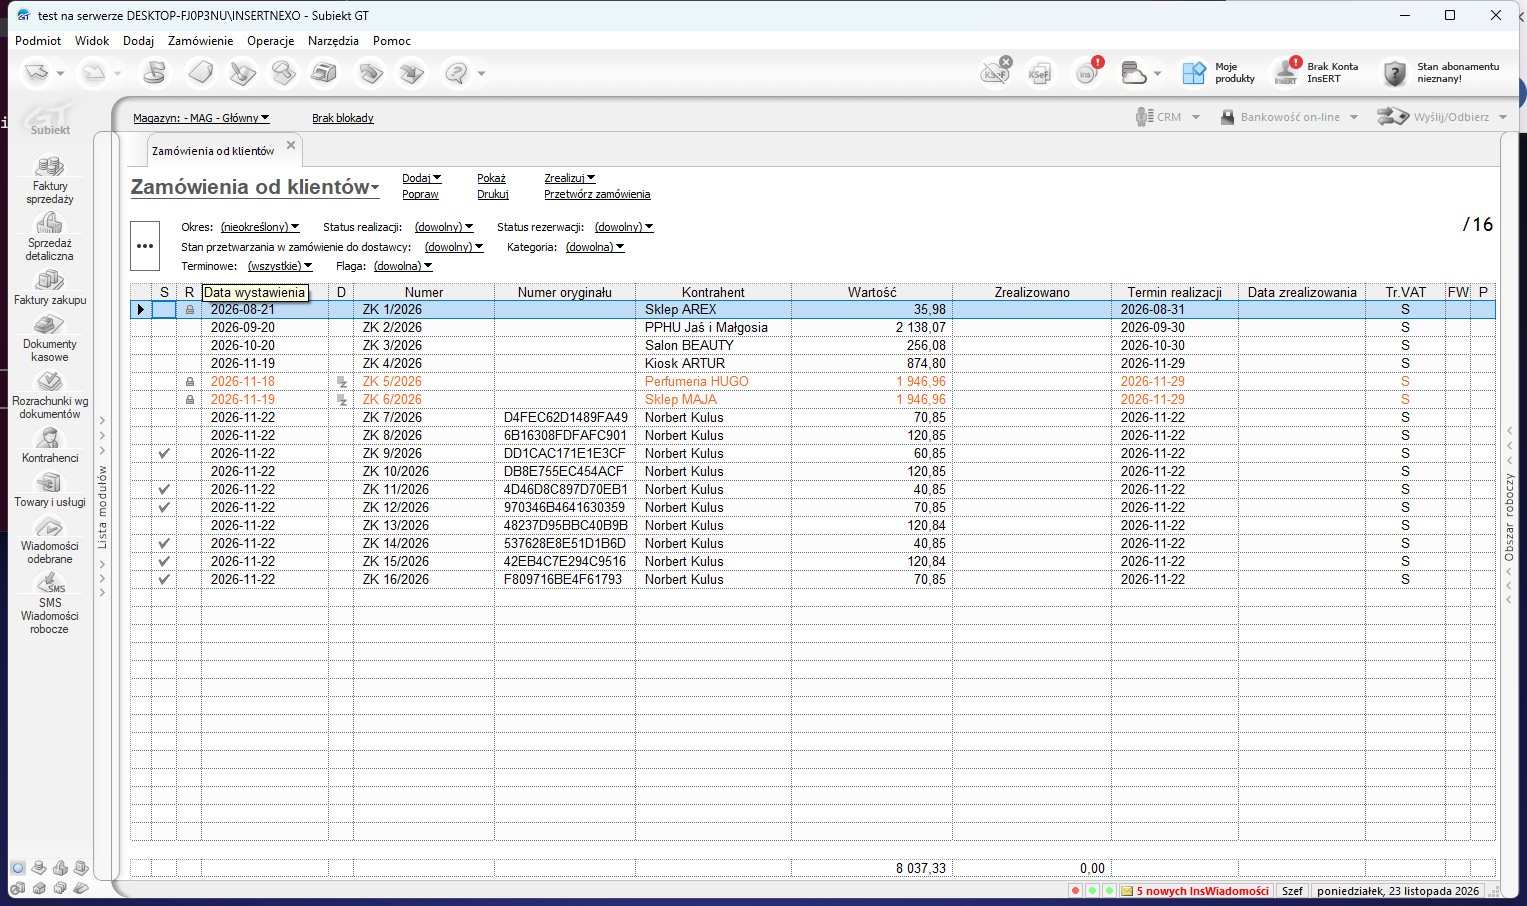 test na serwerze DESKTOP-FJ0P3NU\INSERTNEXO - Subiekt GT
Podmiot Widok Dodaj Zamówienie Operacje Narzędzia Pomoc
KSeF KSeF ins Moje produkty InsERT Brak Konta InsERT Stan abonamentu nieznany!
GT Subiekt
Magazyn: - MAG - Główny Brak blokady CRM Bankowość on-line Wyślij/Odbierz
Zamówienia od klientów
Zamówienia od klientów
Dodaj Pokaż Zrealizuj
Popraw Drukuj Przetwórz zamówienia
Okres: (nieokreślony) Status realizacji: (dowolny) Status rezerwacji: (dowolny)
Stan przetwarzania w zamówienie do dostawcy: (dowolny) Kategoria: (dowolna)
Terminowe: (wszystkie) Flaga: (dowolna)
/16
S R Data wystawienia D Numer Numer oryginału Kontrahent Wartość Zrealizowano Termin realizacji Data zrealizowania Tr.VAT FW P
2026-08-21 ZK 1/2026 Sklep AREX 35,98 2026-08-31 S
2026-09-20 ZK 2/2026 PPHU Jaś i Małgosia 2 138,07 2026-09-30 S
2026-10-20 ZK 3/2026 Salon BEAUTY 256,08 2026-10-30 S
2026-11-19 ZK 4/2026 Kiosk ARTUR 874,80 2026-11-29 S
2026-11-18 ZK 5/2026 Perfumeria HUGO 1 946,96 2026-11-29 S
2026-11-19 ZK 6/2026 Sklep MAJA 1 946,96 2026-11-29 S
2026-11-22 ZK 7/2026 D4FEC62D1489FA49 Norbert Kulus 70,85 2026-11-22 S
2026-11-22 ZK 8/2026 6B16308FDFAFC901 Norbert Kulus 120,85 2026-11-22 S
2026-11-22 ZK 9/2026 DD1CAC171E1E3CF Norbert Kulus 60,85 2026-11-22 S
2026-11-22 ZK 10/2026 DB8E755EC454ACF Norbert Kulus 120,85 2026-11-22 S
2026-11-22 ZK 11/2026 4D46D8C897D70EB1 Norbert Kulus 40,85 2026-11-22 S
2026-11-22 ZK 12/2026 970346B4641630359 Norbert Kulus 70,85 2026-11-22 S
2026-11-22 ZK 13/2026 48237D95BBC40B9B Norbert Kulus 120,84 2026-11-22 S
2026-11-22 ZK 14/2026 537628E8E51D1B6D Norbert Kulus 40,85 2026-11-22 S
2026-11-22 ZK 15/2026 42EB4C7E294C9516 Norbert Kulus 120,84 2026-11-22 S
2026-11-22 ZK 16/2026 F809716BE4F61793 Norbert Kulus 70,85 2026-11-22 S
8 037,33 0,00
Faktury
sprzedaży
Sprzedaż
detaliczna
Faktury zakupu
Dokumenty
kasowe
Rozrachunki wg
dokumentów
Kontrahenci
Towary i usługi
Wiadomości
odebrane
SMS
SMS
Wiadomości
robocze
Lista modułów
Obszar roboczy
5 nowych InsWiadomości Szef poniedziałek, 23 listopada 2026